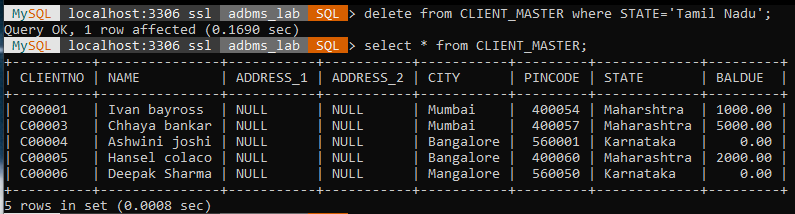 MySQL localhost:3306 ssl adbms_lab SQL > delete from CLIENT_MASTER where STATE='Tamil Nadu';
Query OK, 1 row affected (0.1690 sec)
MySQL localhost:3306 ssl adbms_lab SQL > select * from CLIENT_MASTER;
+----------+---------------+-----------+-----------+-----------+---------+-------------+---------+
| CLIENTNO | NAME | ADDRESS_1 | ADDRESS_2 | CITY | PINCODE | STATE | BALDUE |
+----------+---------------+-----------+-----------+-----------+---------+-------------+---------+
| C00001 | Ivan bayross | NULL | NULL | Mumbai | 400054 | Maharshtra | 1000.00 |
| C00003 | Chhaya bankar | NULL | NULL | Mumbai | 400057 | Maharashtra | 5000.00 |
| C00004 | Ashwini joshi | NULL | NULL | Bangalore | 560001 | Karnataka | 0.00 |
| C00005 | Hansel colaco | NULL | NULL | Bangalore | 400060 | Maharashtra | 2000.00 |
| C00006 | Deepak Sharma | NULL | NULL | Mangalore | 560050 | Karnataka | 0.00 |
+----------+---------------+-----------+-----------+-----------+---------+-------------+---------+
5 rows in set (0.0008 sec)